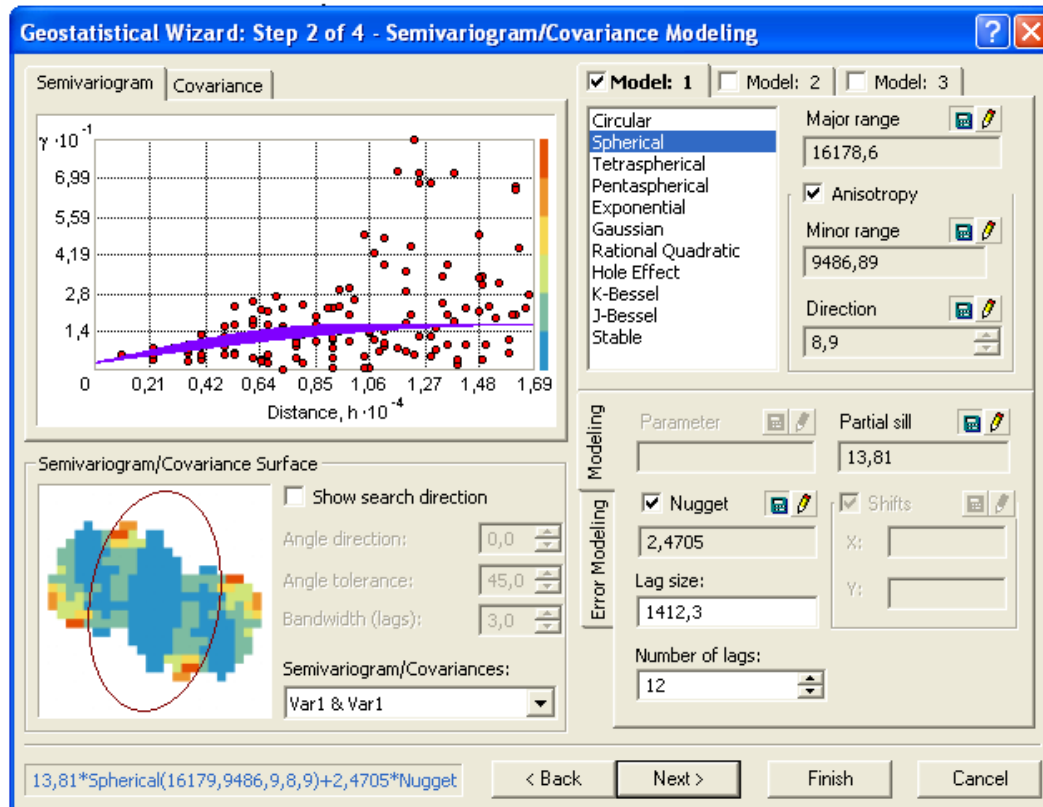 Geostatistical Wizard: Step 2 of 4 - Semivariogram/Covariance Modeling
Semivariogram
Covariance
γ ·10⁻¹
6,99
5,59
4,19
2,8
1,4
0
0,21
0,42
0,64
0,85
1,06
1,27
1,48
1,69
Distance, h ·10⁻⁴
Model: 1
Model: 2
Model: 3
Circular
Spherical
Tetraspherical
Pentaspherical
Exponential
Gaussian
Rational Quadratic
Hole Effect
K-Bessel
J-Bessel
Stable
Major range
16178,6
Anisotropy
Minor range
9486,89
Direction
8,9
Semivariogram/Covariance Surface
Show search direction
Angle direction:
0,0
Angle tolerance:
45,0
Bandwidth (lags):
3,0
Semivariogram/Covariances:
Var1 & Var1
Modeling
Error Modeling
Parameter
Partial sill
13,81
Nugget
2,4705
Shifts
X:
Y:
Lag size:
1412,3
Number of lags:
12
13,81*Spherical(16179,9486,9,8,9)+2,4705*Nugget
< Back
Next >
Finish
Cancel